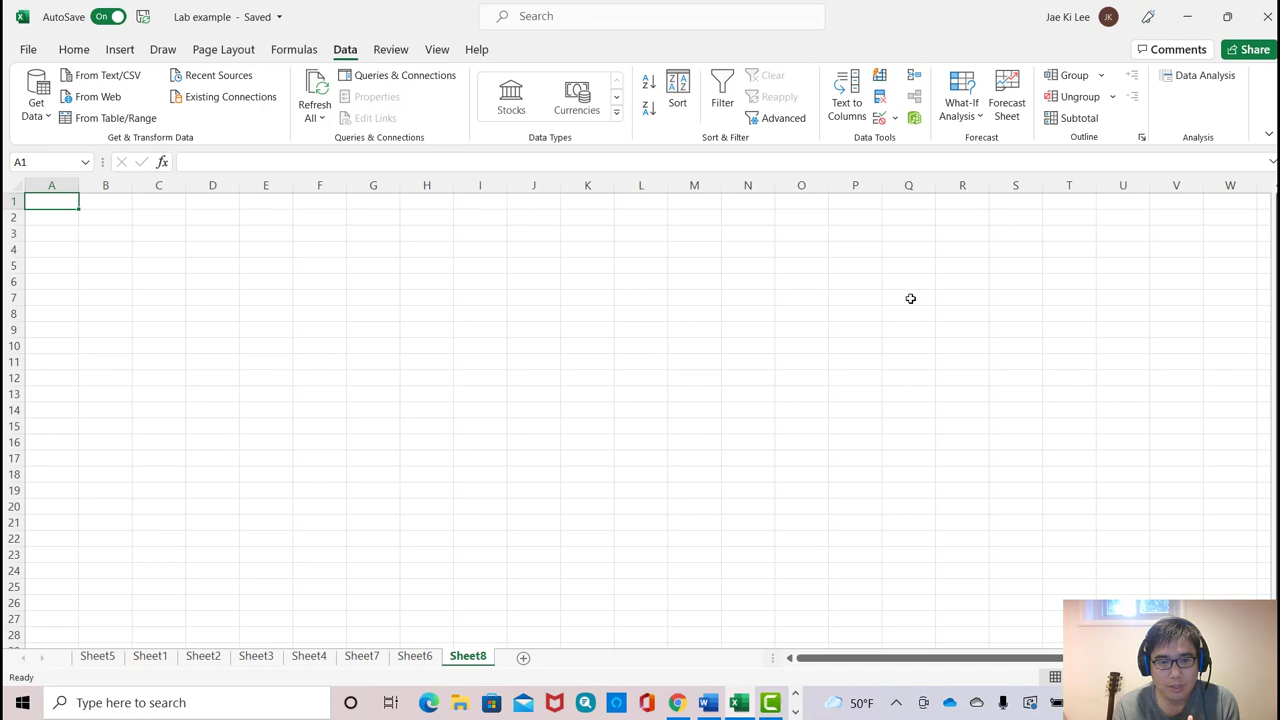 AutoSave On Lab example - Saved Search Jae Ki Lee JK
File Home Insert Draw Page Layout Formulas Data Review View Help Comments Share
Get Data
From Text/CSV
From Web
From Table/Range
Recent Sources
Existing Connections
Get & Transform Data
Refresh All
Queries & Connections
Properties
Edit Links
Queries & Connections
Stocks Currencies
Data Types
Sort
Filter
Clear
Reapply
Advanced
Sort & Filter
Text to Columns
Data Tools
What-If Analysis
Forecast Sheet
Forecast
Group
Ungroup
Subtotal
Outline
Data Analysis
Analysis
A1 fx
A B C D E F G H I J K L M N O P Q R S T U V W
1
2
3
4
5
6
7
8
9
10
11
12
13
14
15
16
17
18
19
20
21
22
23
24
25
26
27
28
Sheet5 Sheet1 Sheet2 Sheet3 Sheet4 Sheet7 Sheet6 Sheet8
Ready
Type here to search 50°F